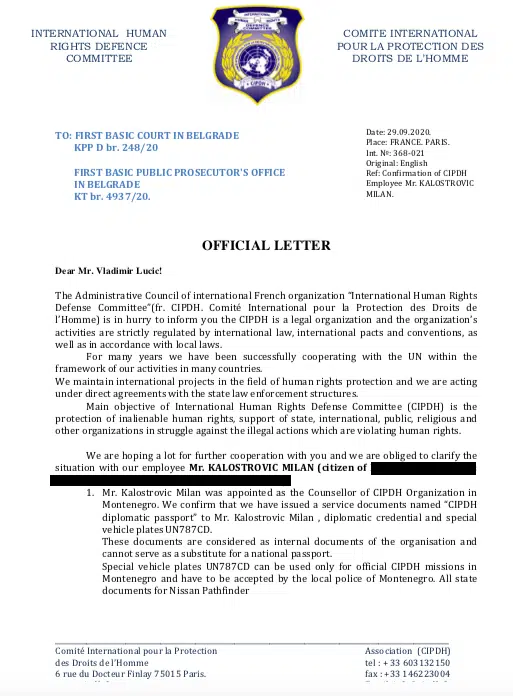 INTERNATIONAL HUMAN
RIGHTS DEFENCE
COMMITTEE
COMITE INTERNATIONAL
POUR LA PROTECTION DES
DROITS DE L'HOMME
CIPDH
TO: FIRST BASIC COURT IN BELGRADE
KPP D br. 248/20
FIRST BASIC PUBLIC PROSECUTOR'S OFFICE
IN BELGRADE
KT br. 4937/20.
Date: 29.09.2020.
Place: FRANCE. PARIS.
Int. №: 368-021
Original: English
Ref: Confirmation of CIPDH
Employee Mr. KALOSTROVIC
MILAN.
OFFICIAL LETTER
Dear Mr. Vladimir Lucic!
The Administrative Council of international French organization "International Human Rights
Defense Committee"(fr. CIPDH. Comité International pour la Protection des Droits de
l'Homme) is in hurry to inform you the CIPDH is a legal organization and the organization's
activities are strictly regulated by international law, international pacts and conventions, as
well as in accordance with local laws.
For many years we have been successfully cooperating with the UN within the
framework of our activities in many countries.
We maintain international projects in the field of human rights protection and we are acting
under direct agreements with the state law enforcement structures.
Main objective of International Human Rights Defense Committee (CIPDH) is the
protection of inalienable human rights, support of state, international, public, religious and
other organizations in struggle against the illegal actions which are violating human rights.
We are hoping a lot for further cooperation with you and we are obliged to clarify the
situation with our employee Mr. KALOSTROVIC MILAN (citizen of
1. Mr. Kalostrovic Milan was appointed as the Counsellor of CIPDH Organization in
Montenegro. We confirm that we have issued a service documents named "CIPDH
diplomatic passport" to Mr. Kalostrovic Milan , diplomatic credential and special
vehicle plates UN787CD.
These documents are considered as internal documents of the organisation and
cannot serve as a substitute for a national passport.
Special vehicle plates UN787CD can be used only for official CIPDH missions in
Montenegro and have to be accepted by the local police of Montenegro. All state
documents for Nissan Pathfinder
Comité International pour la Protection
des Droits de l'Homme
6 rue du Docteur Finlay 75015 Paris.
Association (CIPDH)
tel : + 33 603132150
fax : +33 146223004